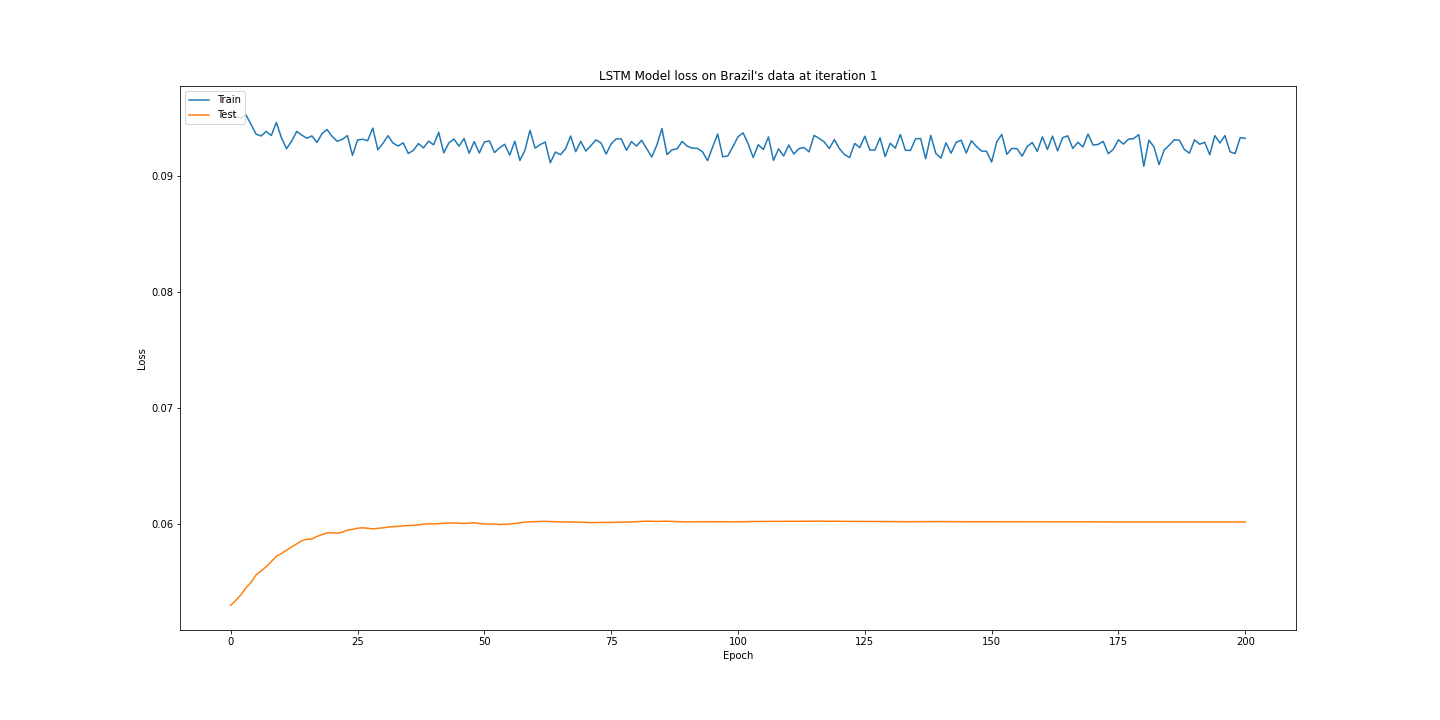 LSTM Model loss on Brazil's data at iteration 1
Train
Test
0.09
0.08
0.07
0.06
Loss
0 25 50 75 100 125 150 175 200
Epoch